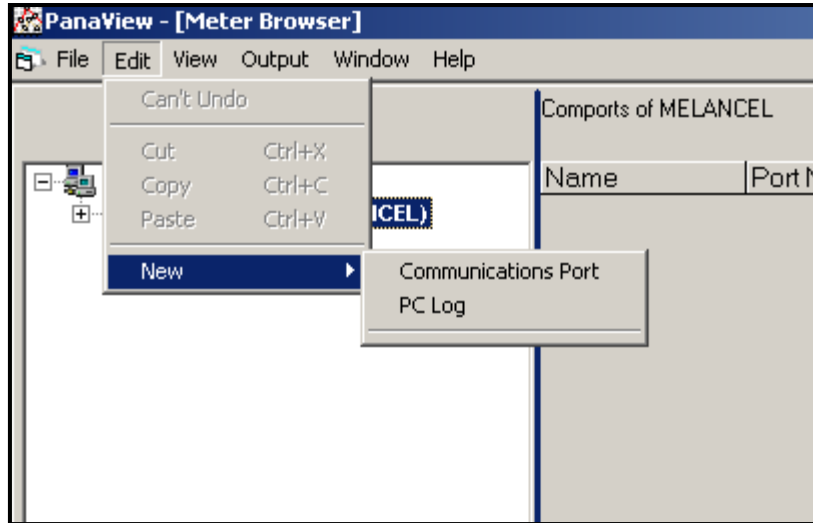 PanaView - [Meter Browser]
File Edit View Output Window Help
Can't Undo
Comports of MELANCEL
Cut Ctrl+X
Name Port
Copy Ctrl+C
Paste Ctrl+V
ICEL)
New
Communications Port
PC Log